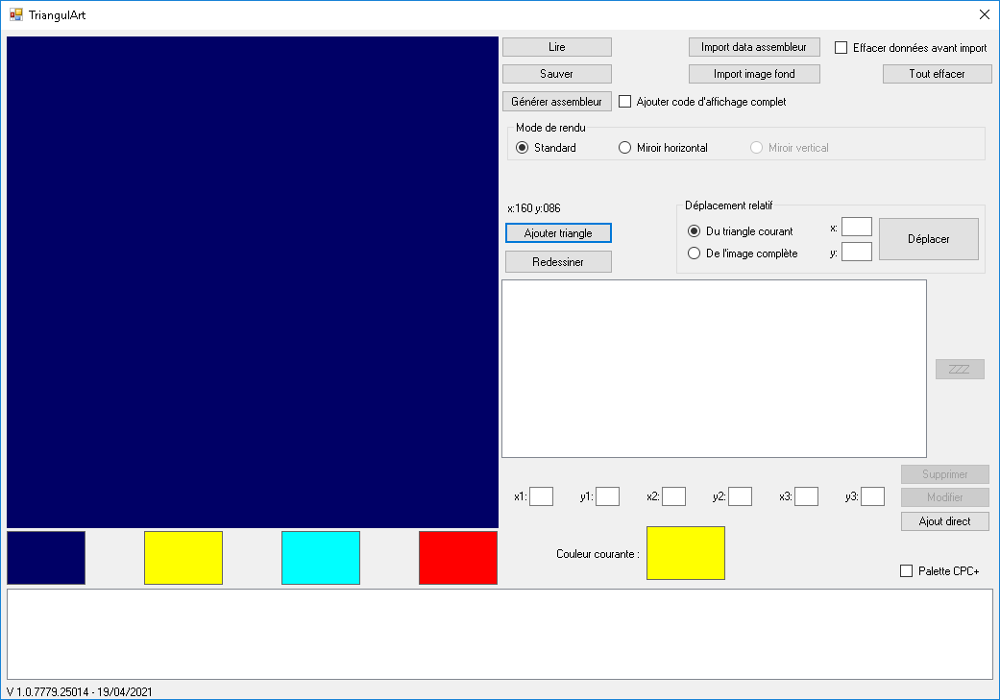 TriangulArt
Lire
Import data assembleur
Effacer données avant import
Sauver
Import image fond
Tout effacer
Générer assembleur
Ajouter code d'affichage complet
Mode de rendu
Standard
Miroir horizontal
Miroir vertical
x:160 y:086
Déplacement relatif
Ajouter triangle
Du triangle courant
x:
Déplacer
Redessiner
De l'image complète
y:
ZZZ
Supprimer
x1:
y1:
x2:
y2:
x3:
y3:
Modifier
Ajout direct
Couleur courante :
Palette CPC+
V 1.0.7779.25014 - 19/04/2021